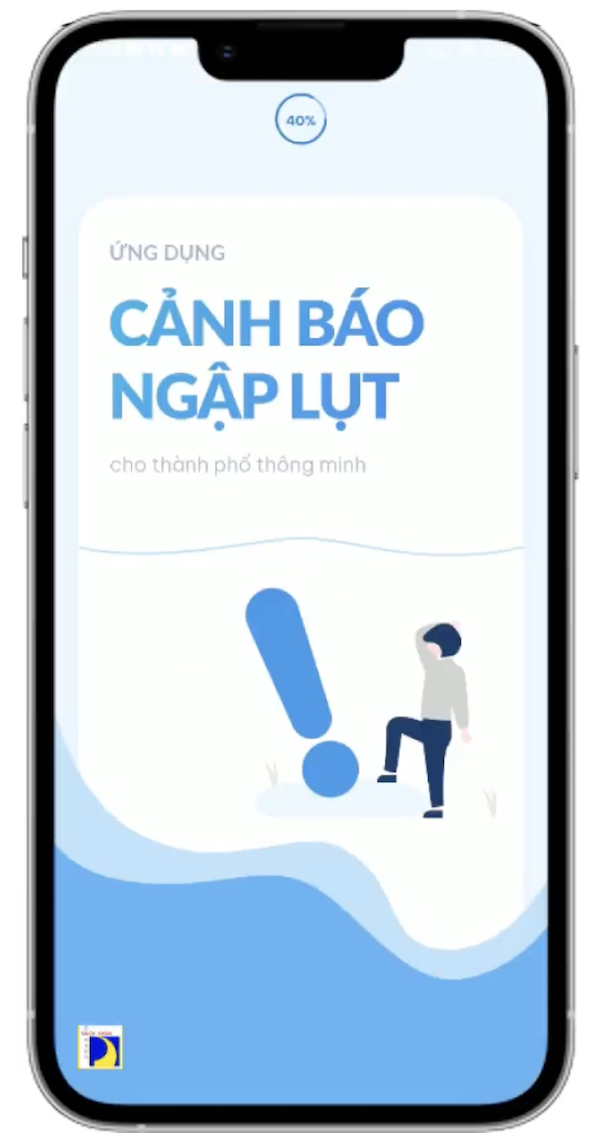 40%
ỨNG DỤNG
CẢNH BÁO
NGẬP LỤT
cho thành phố thông minh